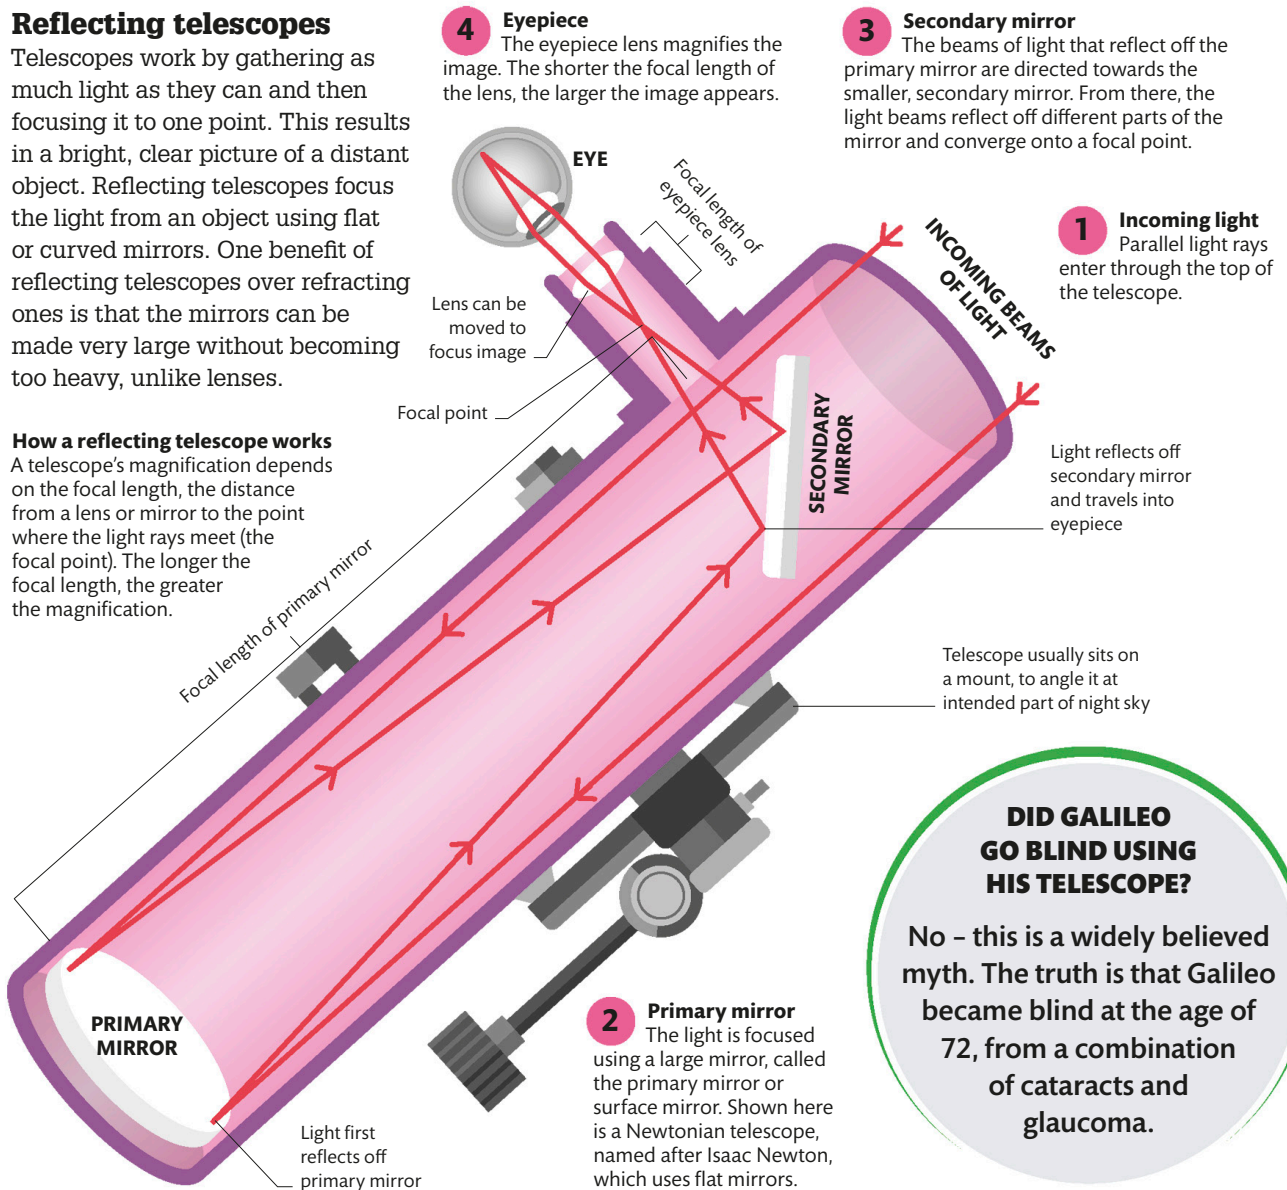 Reflecting telescopes
Telescopes work by gathering as
much light as they can and then
focusing it to one point. This results
in a bright, clear picture of a distant
object. Reflecting telescopes focus
the light from an object using flat
or curved mirrors. One benefit of
reflecting telescopes over refracting
ones is that the mirrors can be
made very large without becoming
too heavy, unlike lenses.
How a reflecting telescope works
A telescope’s magnification depends
on the focal length, the distance
from a lens or mirror to the point
where the light rays meet (the
focal point). The longer the
focal length, the greater
the magnification.
4 Eyepiece
The eyepiece lens magnifies the
image. The shorter the focal length of
the lens, the larger the image appears.
3 Secondary mirror
The beams of light that reflect off the
primary mirror are directed towards the
smaller, secondary mirror. From there, the
light beams reflect off different parts of the
mirror and converge onto a focal point.
1 Incoming light
Parallel light rays
enter through the top of
the telescope.
EYE
Focal length of
eyepiece lens
INCOMING BEAMS
OF LIGHT
Lens can be
moved to
focus image
Focal point
SECONDARY
MIRROR
Light reflects off
secondary mirror
and travels into
eyepiece
Focal length of primary mirror
Telescope usually sits on
a mount, to angle it at
intended part of night sky
PRIMARY
MIRROR
Light first
reflects off
primary mirror
2 Primary mirror
The light is focused
using a large mirror, called
the primary mirror or
surface mirror. Shown here
is a Newtonian telescope,
named after Isaac Newton,
which uses flat mirrors.
DID GALILEO
GO BLIND USING
HIS TELESCOPE?
No – this is a widely believed
myth. The truth is that Galileo
became blind at the age of
72, from a combination
of cataracts and
glaucoma.